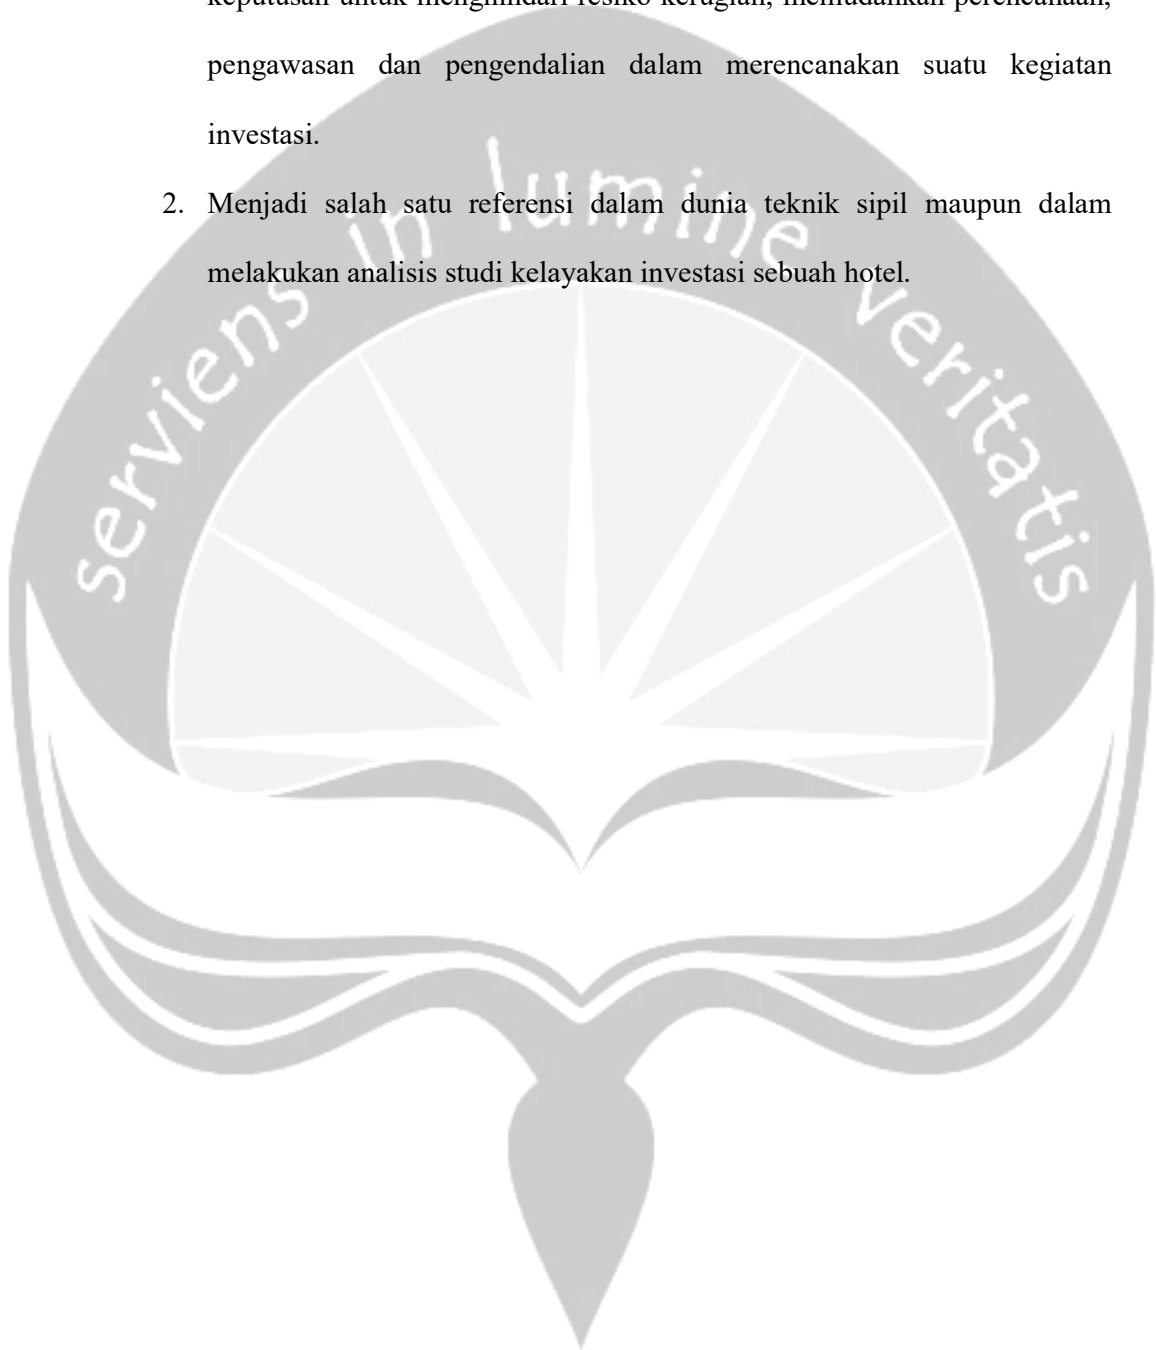 keputusan untuk menghindari resiko kerugian, memudahkan perencanaan,
pengawasan dan pengendalian dalam merencanakan suatu kegiatan
investasi.
2. Menjadi salah satu referensi dalam dunia teknik sipil maupun dalam
melakukan analisis studi kelayakan investasi sebuah hotel.
serviens in lumine veritatis